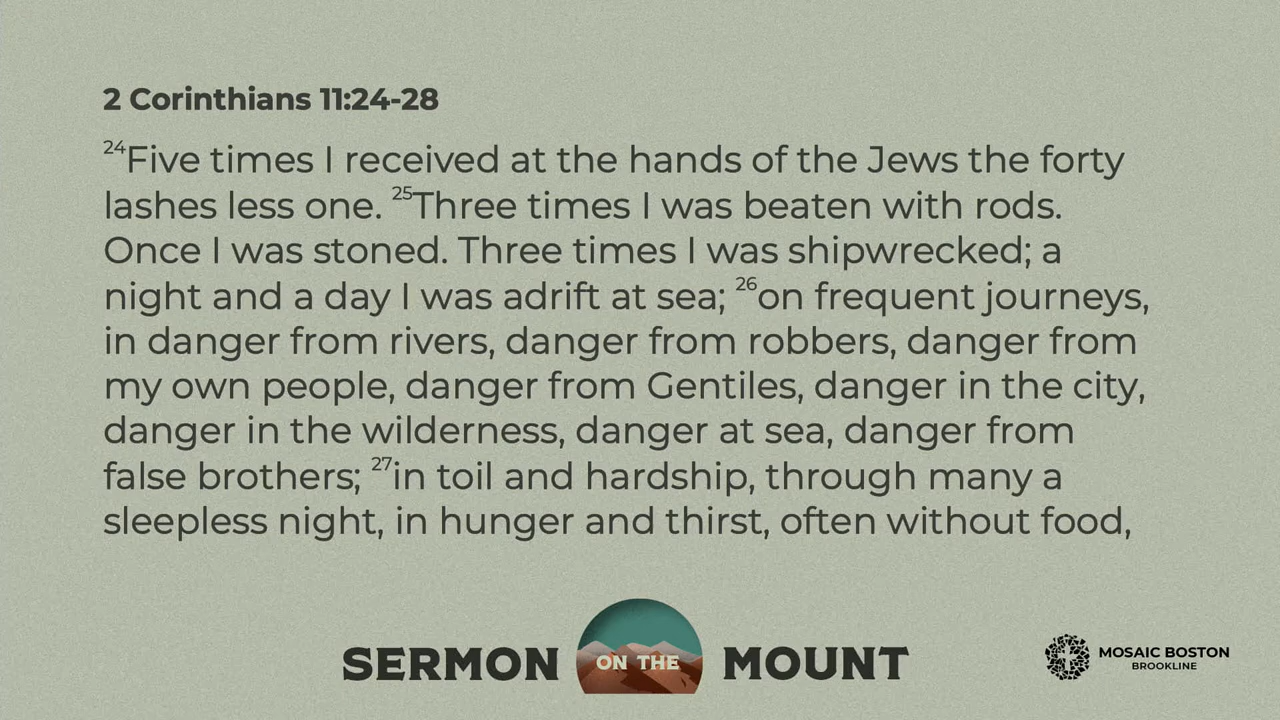 2 Corinthians 11:24-28
24Five times I received at the hands of the Jews the forty
lashes less one. 25Three times I was beaten with rods.
Once I was stoned. Three times I was shipwrecked; a
night and a day I was adrift at sea; 26on frequent journeys,
in danger from rivers, danger from robbers, danger from
my own people, danger from Gentiles, danger in the city,
danger in the wilderness, danger at sea, danger from
false brothers; 27in toil and hardship, through many a
sleepless night, in hunger and thirst, often without food,
SERMON ON THE MOUNT
MOSAIC BOSTON
BROOKLINE